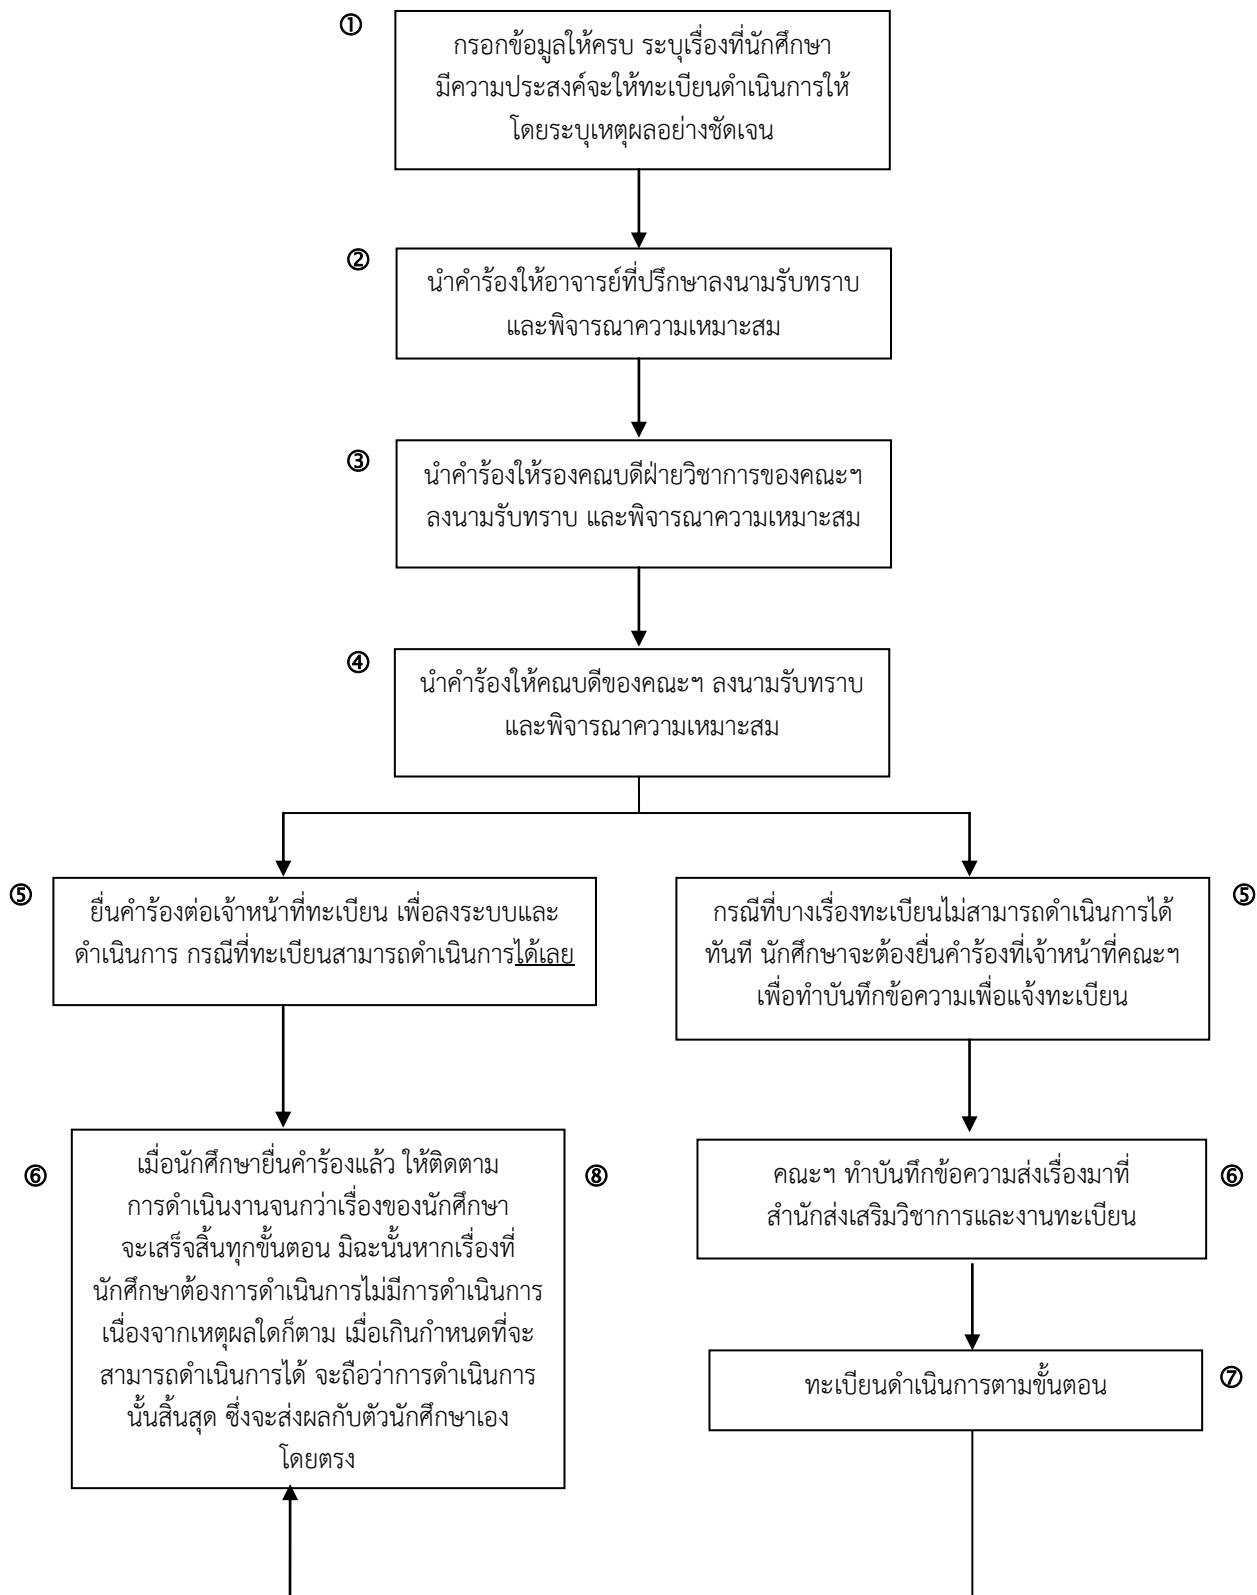 ①
กรอกข้อมูลให้ครบ ระบุเรื่องที่นักศึกษา
มีความประสงค์จะให้ทะเบียนดำเนินการให้
โดยระบุเหตุผลอย่างชัดเจน
②
นำคำร้องให้อาจารย์ที่ปรึกษาลงนามรับทราบ
และพิจารณาความเหมาะสม
③
นำคำร้องให้รองคณบดีฝ่ายวิชาการของคณะฯ
ลงนามรับทราบ และพิจารณาความเหมาะสม
④
นำคำร้องให้คณบดีของคณะฯ ลงนามรับทราบ
และพิจารณาความเหมาะสม
⑤
ยื่นคำร้องต่อเจ้าหน้าที่ทะเบียน เพื่อลงระบบและ
ดำเนินการ กรณีที่ทะเบียนสามารถดำเนินการได้เลย
⑤
กรณีที่บางเรื่องทะเบียนไม่สามารถดำเนินการได้
ทันที นักศึกษาจะต้องยื่นคำร้องที่เจ้าหน้าที่คณะฯ
เพื่อทำบันทึกข้อความเพื่อแจ้งทะเบียน
⑥
⑧
เมื่อนักศึกษายื่นคำร้องแล้ว ให้ติดตาม
การดำเนินงานจนกว่าเรื่องของนักศึกษา
จะเสร็จสิ้นทุกขั้นตอน มิฉะนั้นหากเรื่องที่
นักศึกษาต้องการดำเนินการไม่มีการดำเนินการ
เนื่องจากเหตุผลใดก็ตาม เมื่อเกินกำหนดที่จะ
สามารถดำเนินการได้ จะถือว่าการดำเนินการ
นั้นสิ้นสุด ซึ่งจะส่งผลกับตัวนักศึกษาเอง
โดยตรง
⑥
คณะฯ ทำบันทึกข้อความส่งเรื่องมาที่
สำนักส่งเสริมวิชาการและงานทะเบียน
⑦
ทะเบียนดำเนินการตามขั้นตอน